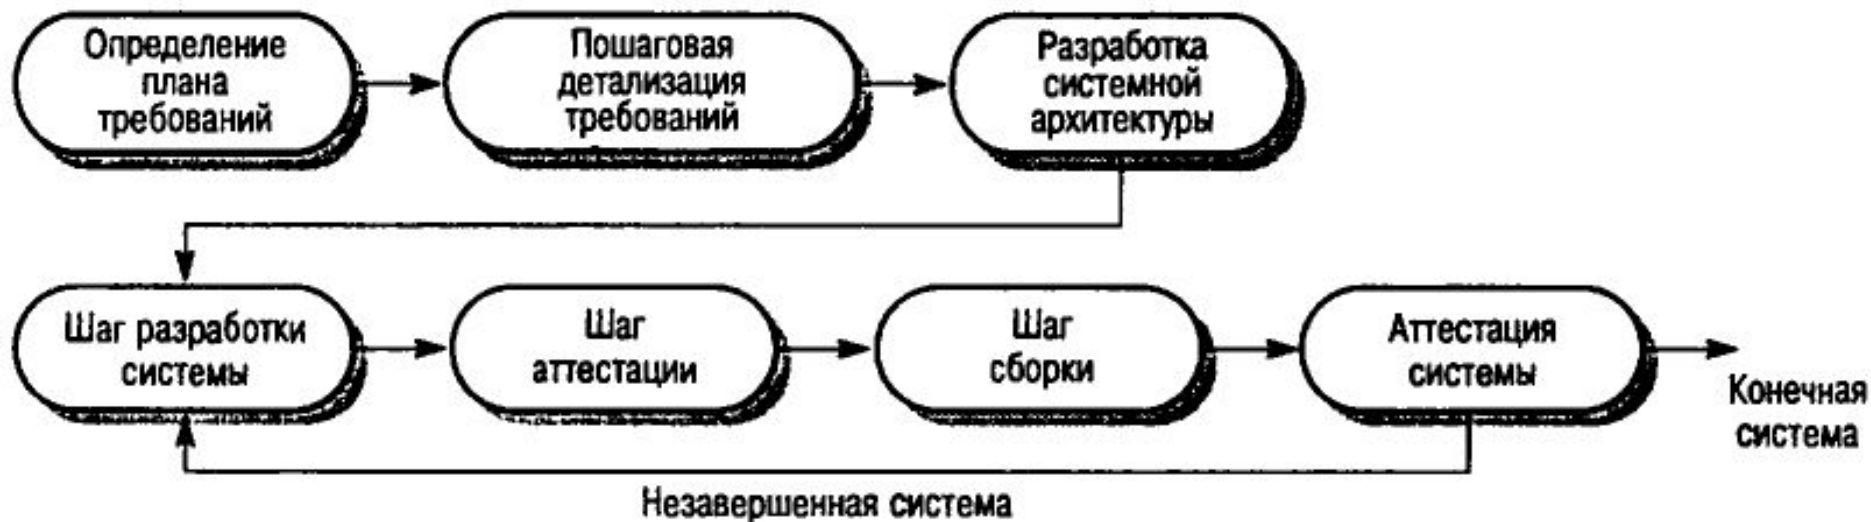 Определение
плана
требований
Пошаговая
детализация
требований
Разработка
системной
архитектуры
Шаг разработки
системы
Шаг
аттестации
Шаг
сборки
Аттестация
системы
Конечная
система
Незавершенная система